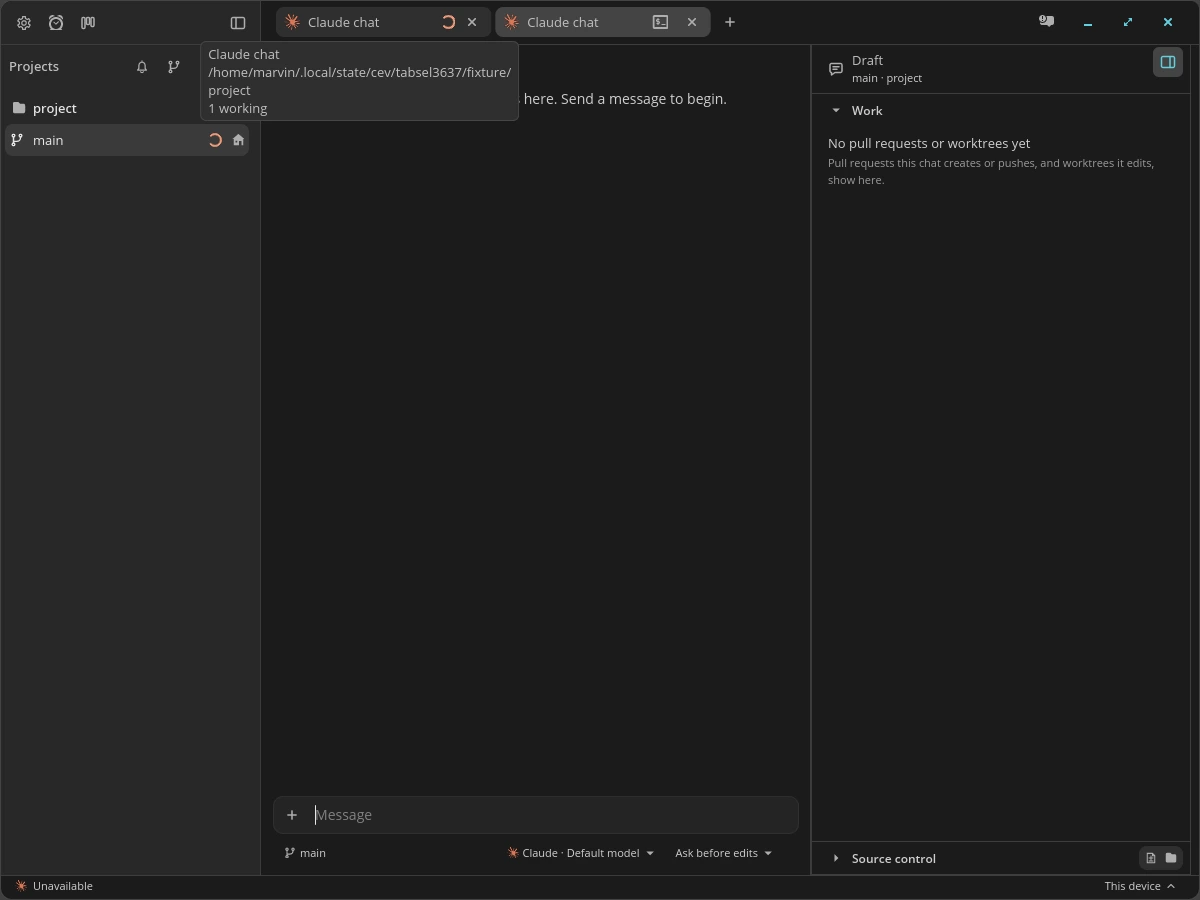 Claude chat
Claude chat
Projects
Claude chat
/home/marvin/.local/state/cev/tabsel3637/fixture/
project
1 working
here. Send a message to begin.
project
main
Draft
main · project
Work
No pull requests or worktrees yet
Pull requests this chat creates or pushes, and worktrees it edits,
show here.
Message
main
Claude · Default model
Ask before edits
Source control
Unavailable
This device